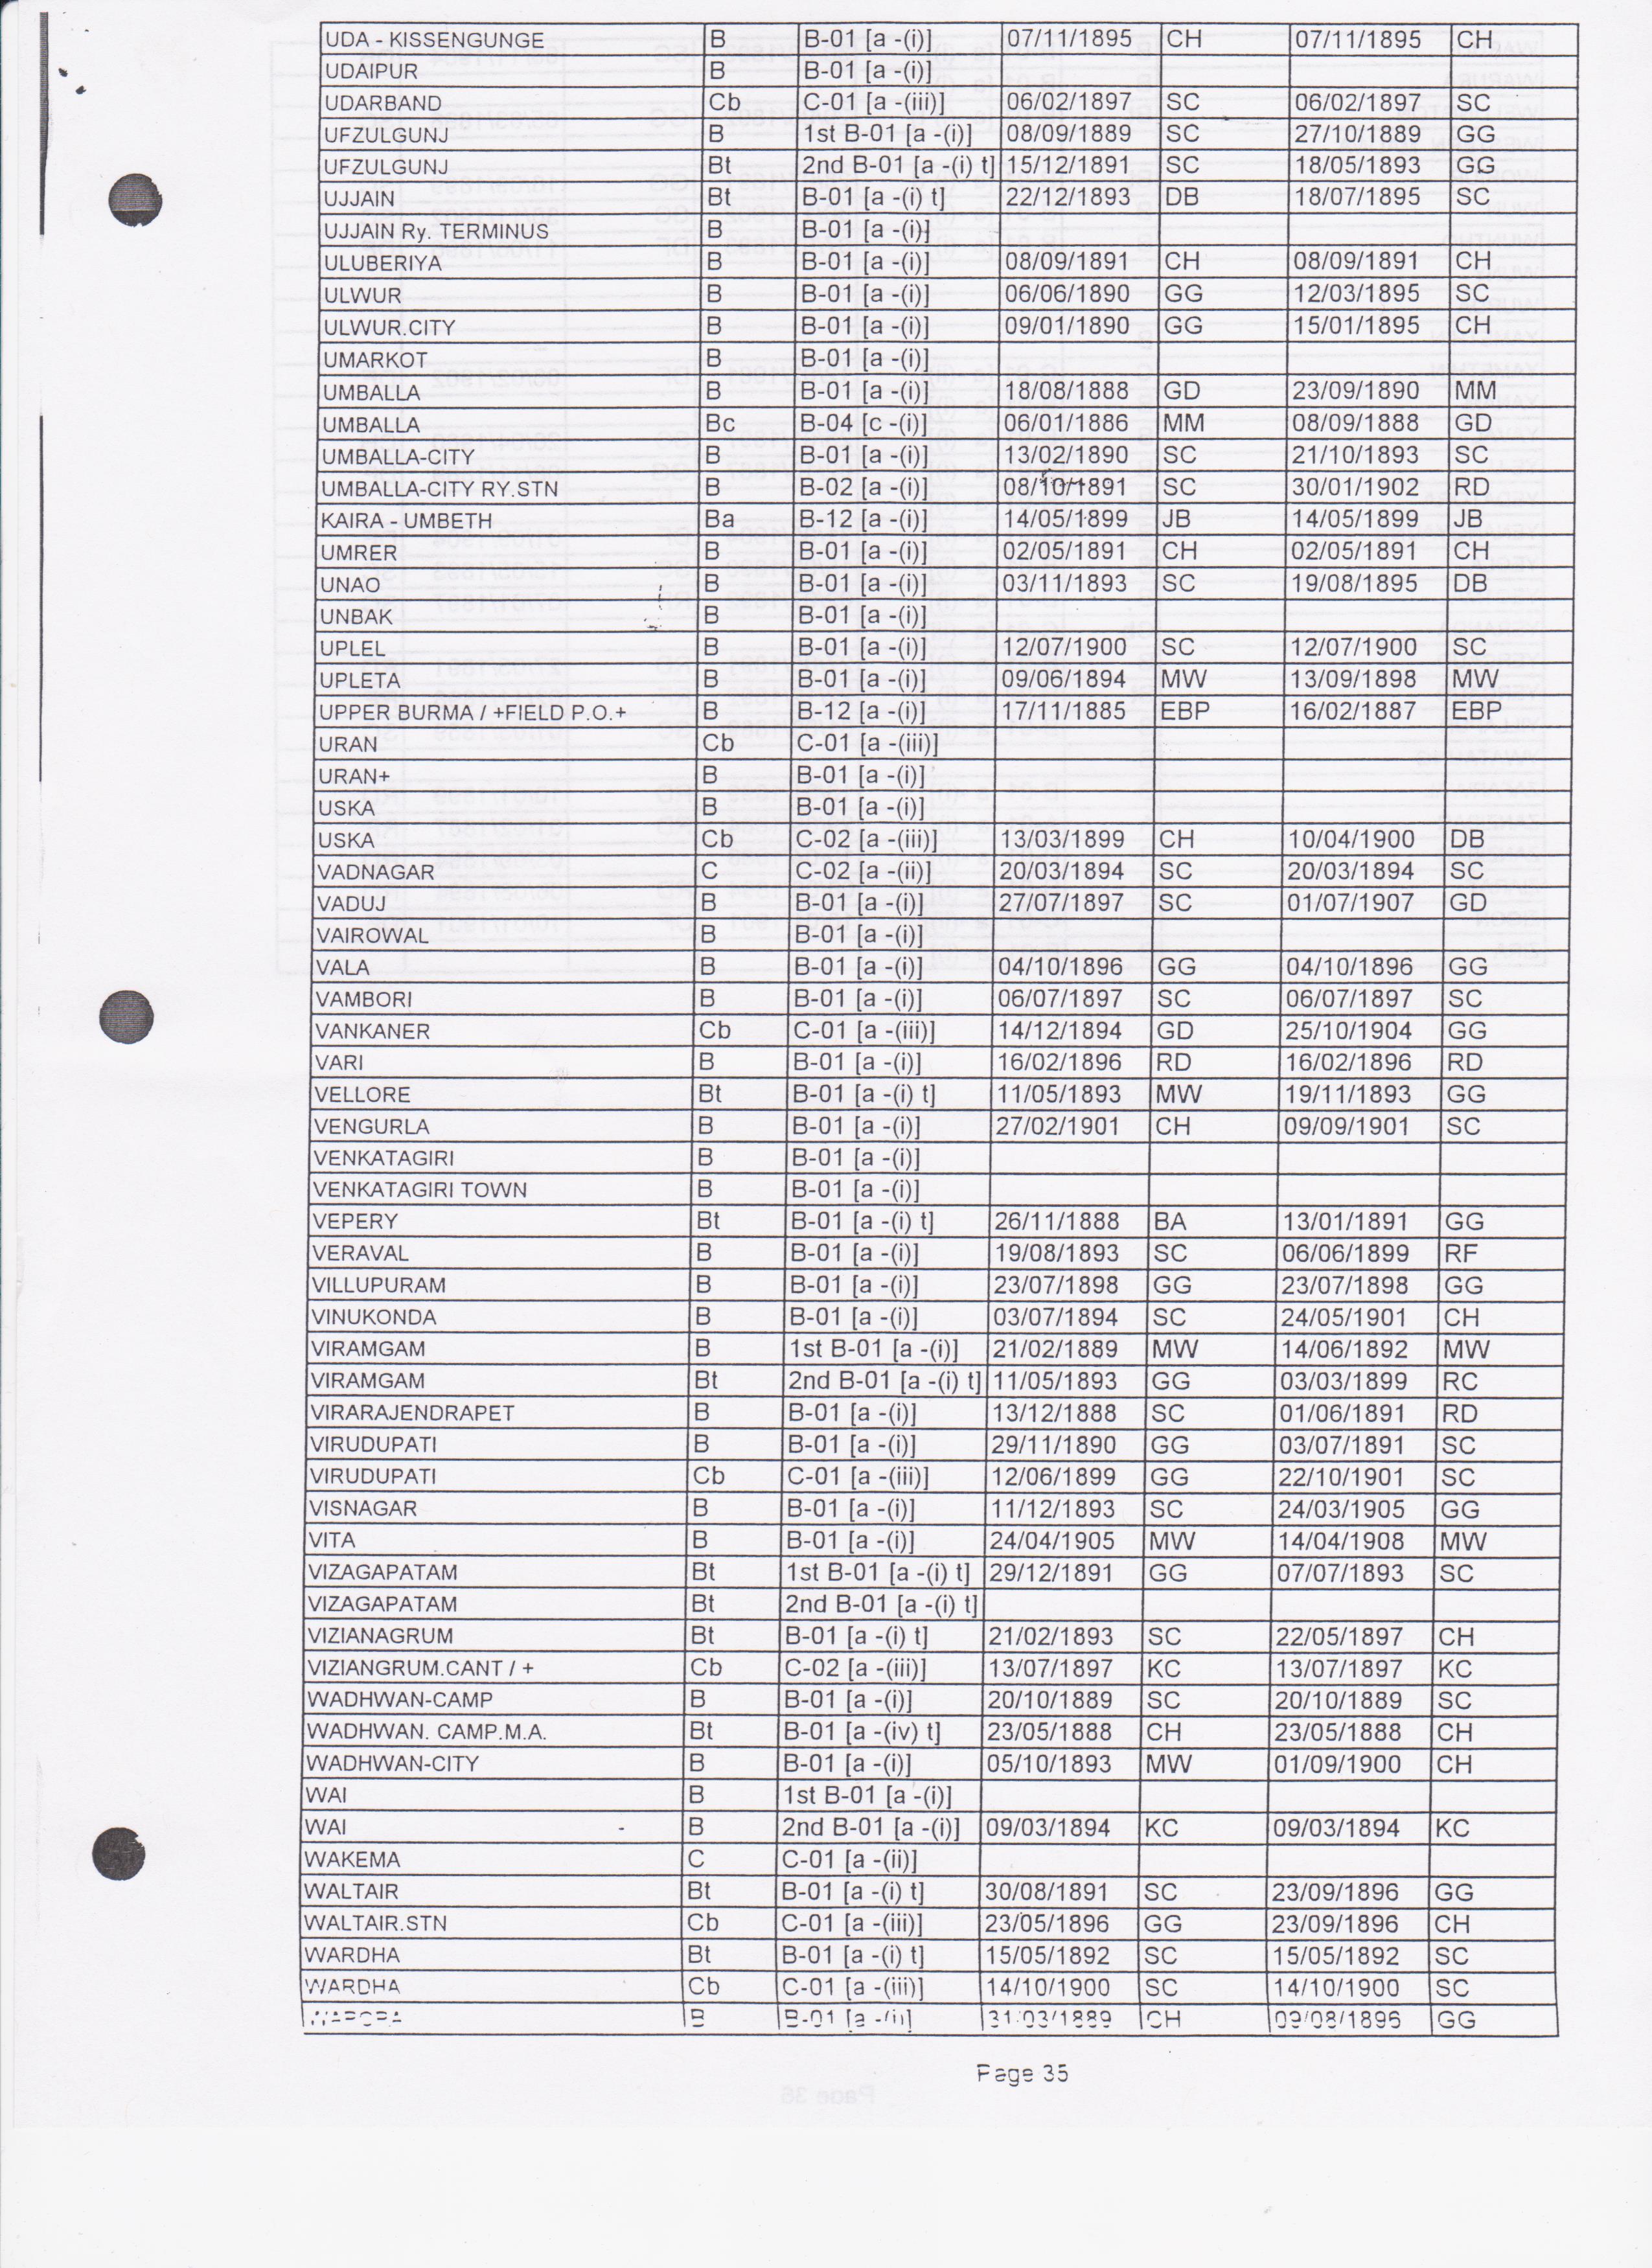 UDA - KISSENGUNGE B B-01 [a -(i)] 07/11/1895 CH 07/11/1895 CH
UDAIPUR B B-01 [a -(i)]
UDARBAND Cb C-01 [a -(iii)] 06/02/1897 SC 06/02/1897 SC
UFZULGUNJ B 1st B-01 [a -(i)] 08/09/1889 SC 27/10/1889 GG
UFZULGUNJ Bt 2nd B-01 [a -(i) t] 15/12/1891 SC 18/05/1893 GG
UJJAIN Bt B-01 [a -(i) t] 22/12/1893 DB 18/07/1895 SC
UJJAIN Ry. TERMINUS B B-01 [a -(i)]
ULUBERIYA B B-01 [a -(i)] 08/09/1891 CH 08/09/1891 CH
ULWUR B B-01 [a -(i)] 06/06/1890 GG 12/03/1895 SC
ULWUR.CITY B B-01 [a -(i)] 09/01/1890 GG 15/01/1895 CH
UMARKOT B B-01 [a -(i)]
UMBALLA B B-01 [a -(i)] 18/08/1888 GD 23/09/1890 MM
UMBALLA Bc B-04 [c -(i)] 06/01/1886 MM 08/09/1888 GD
UMBALLA-CITY B B-01 [a -(i)] 13/02/1890 SC 21/10/1893 SC
UMBALLA-CITY RY.STN B B-02 [a -(i)] 08/10/1891 SC 30/01/1902 RD
KAIRA - UMBETH Ba B-12 [a -(i)] 14/05/1899 JB 14/05/1899 JB
UMRER B B-01 [a -(i)] 02/05/1891 CH 02/05/1891 CH
UNAO B B-01 [a -(i)] 03/11/1893 SC 19/08/1895 DB
UNBAK B B-01 [a -(i)]
UPLEL B B-01 [a -(i)] 12/07/1900 SC 12/07/1900 SC
UPLETA B B-01 [a -(i)] 09/06/1894 MW 13/09/1898 MW
UPPER BURMA / +FIELD P.O.+ B B-12 [a -(i)] 17/11/1885 EBP 16/02/1887 EBP
URAN Cb C-01 [a -(iii)]
URAN+ B B-01 [a -(i)]
USKA B B-01 [a -(i)]
USKA Cb C-02 [a -(iii)] 13/03/1899 CH 10/04/1900 DB
VADNAGAR C C-02 [a -(ii)] 20/03/1894 SC 20/03/1894 SC
VADUJ B B-01 [a -(i)] 27/07/1897 SC 01/07/1907 GD
VAIROWAL B B-01 [a -(i)]
VALA B B-01 [a -(i)] 04/10/1896 GG 04/10/1896 GG
VAMBORI B B-01 [a -(i)] 06/07/1897 SC 06/07/1897 SC
VANKANER Cb C-01 [a -(iii)] 14/12/1894 GD 25/10/1904 GG
VARI B B-01 [a -(i)] 16/02/1896 RD 16/02/1896 RD
VELLORE Bt B-01 [a -(i) t] 11/05/1893 MW 19/11/1893 GG
VENGURLA B B-01 [a -(i)] 27/02/1901 CH 09/09/1901 SC
VENKATAGIRI B B-01 [a -(i)]
VENKATAGIRI TOWN B B-01 [a -(i)]
VEPERY Bt B-01 [a -(i) t] 26/11/1888 BA 13/01/1891 GG
VERAVAL B B-01 [a -(i)] 19/08/1893 SC 06/06/1899 RF
VILLUPURAM B B-01 [a -(i)] 23/07/1898 GG 23/07/1898 GG
VINUKONDA B B-01 [a -(i)] 03/07/1894 SC 24/05/1901 CH
VIRAMGAM B 1st B-01 [a -(i)] 21/02/1889 MW 14/06/1892 MW
VIRAMGAM Bt 2nd B-01 [a -(i) t] 11/05/1893 GG 03/03/1899 RC
VIRARAJENDRAPET B B-01 [a -(i)] 13/12/1888 SC 01/06/1891 RD
VIRUDUPATI B B-01 [a -(i)] 29/11/1890 GG 03/07/1891 SC
VIRUDUPATI Cb C-01 [a -(iii)] 12/06/1899 GG 22/10/1901 SC
VISNAGAR B B-01 [a -(i)] 11/12/1893 SC 24/03/1905 GG
VITA B B-01 [a -(i)] 24/04/1905 MW 14/04/1908 MW
VIZAGAPATAM Bt 1st B-01 [a -(i) t] 29/12/1891 GG 07/07/1893 SC
VIZAGAPATAM Bt 2nd B-01 [a -(i) t]
VIZIANAGRUM Bt B-01 [a -(i) t] 21/02/1893 SC 22/05/1897 CH
VIZIANGRUM.CANT / + Cb C-02 [a -(iii)] 13/07/1897 KC 13/07/1897 KC
WADHWAN-CAMP B B-01 [a -(i)] 20/10/1889 SC 20/10/1889 SC
WADHWAN. CAMP.M.A. Bt B-01 [a -(iv) t] 23/05/1888 CH 23/05/1888 CH
WADHWAN-CITY B B-01 [a -(i)] 05/10/1893 MW 01/09/1900 CH
WAI B 1st B-01 [a -(i)]
WAI B 2nd B-01 [a -(i)] 09/03/1894 KC 09/03/1894 KC
WAKEMA C C-01 [a -(ii)]
WALTAIR Bt B-01 [a -(i) t] 30/08/1891 SC 23/09/1896 GG
WALTAIR.STN Cb C-01 [a -(iii)] 23/05/1896 GG 23/09/1896 CH
WARDHA Bt B-01 [a -(i) t] 15/05/1892 SC 15/05/1892 SC
WARDHA Cb C-01 [a -(iii)] 14/10/1900 SC 14/10/1900 SC
B B-01 [a -(i)] 31/03/1889 CH 09/08/1896 GG
Page 35